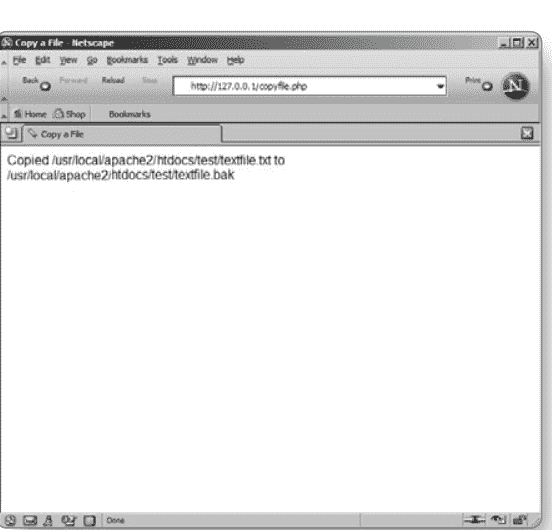 Copy a File - Netscape
File Edit View Go Bookmarks Tools Window Help
Back Forward Reload Stop http://127.0.0.1/copyfile.php Print N
Home Shop Bookmarks
Copy a File
Copied /usr/local/apache2/htdocs/test/textfile.txt to
/usr/local/apache2/htdocs/test/textfile.bak
Done